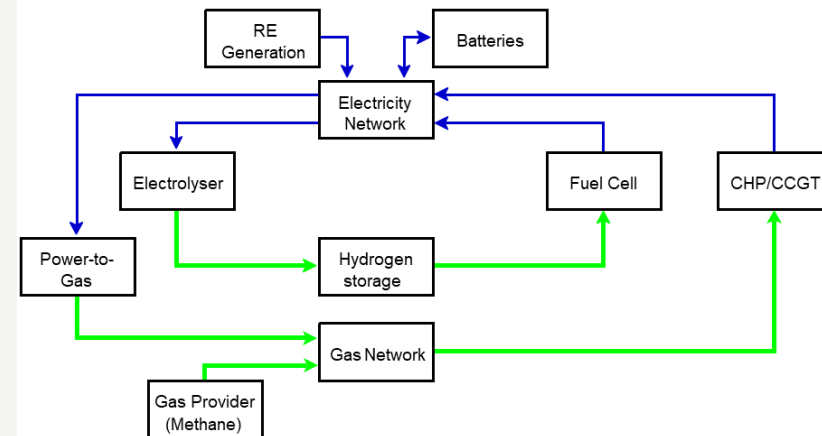 RE
Generation
Batteries
Electricity
Network
Electrolyser
Fuel Cell
CHP/CCGT
Power-to-
Gas
Hydrogen
storage
Gas Network
Gas Provider
(Methane)